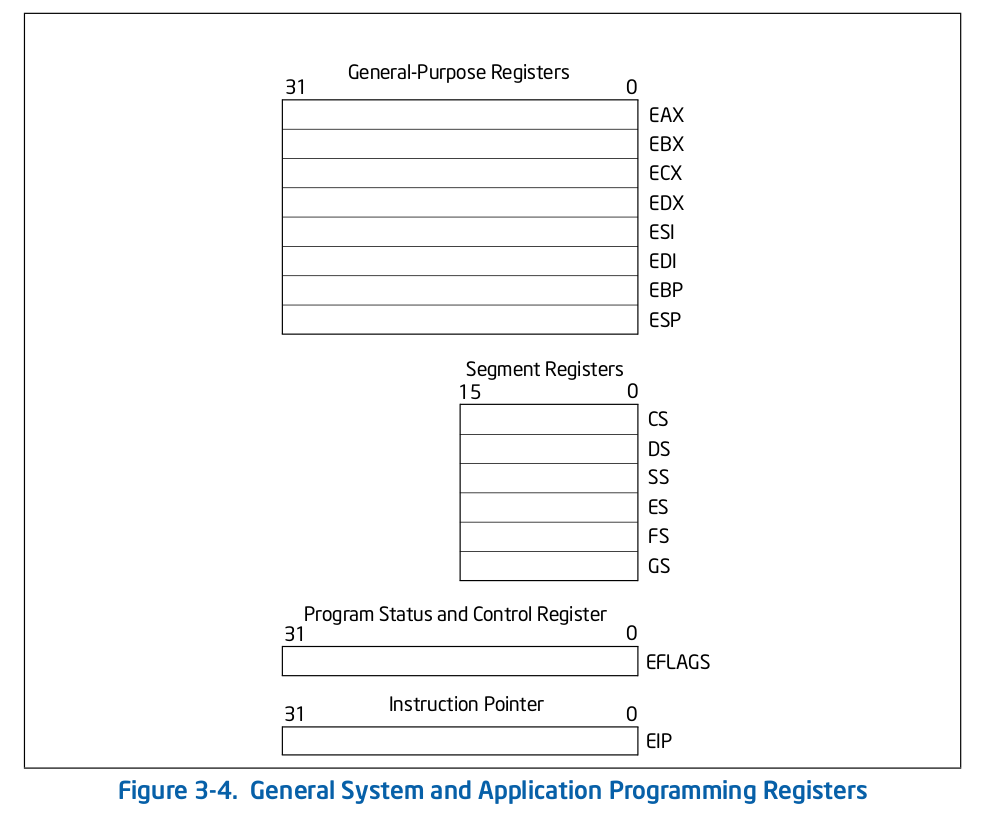 General-Purpose Registers
31 0
EAX
EBX
ECX
EDX
ESI
EDI
EBP
ESP
Segment Registers
15 0
CS
DS
SS
ES
FS
GS
Program Status and Control Register
31 0
EFLAGS
Instruction Pointer
31 0
EIP
Figure 3-4. General System and Application Programming Registers